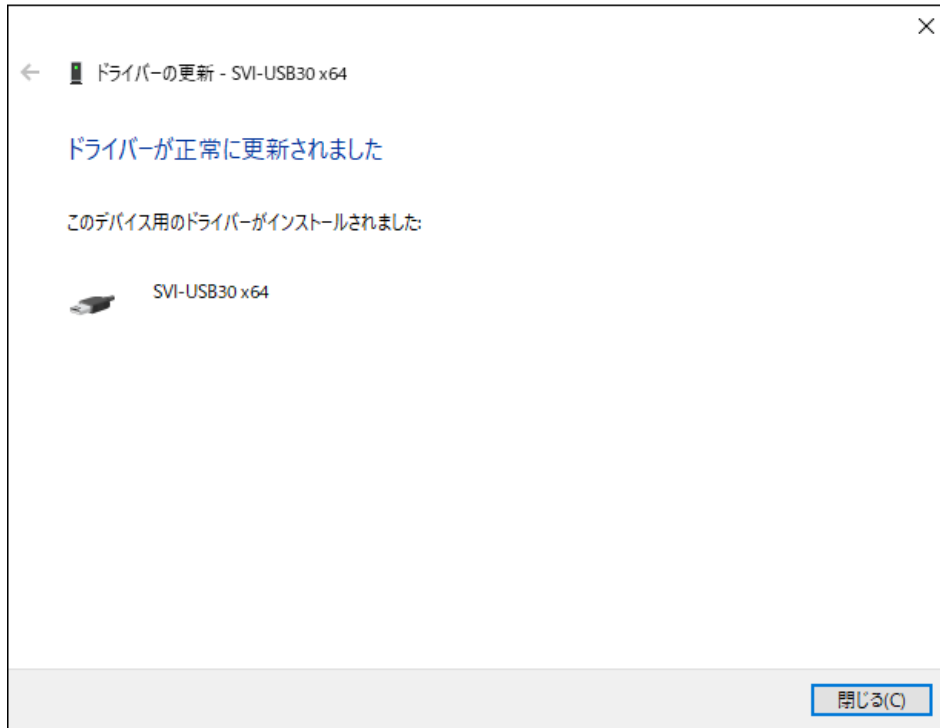 ドライバーの更新 - SVI-USB30 x64
ドライバーが正常に更新されました
このデバイス用のドライバーがインストールされました:
SVI-USB30 x64
閉じる(C)